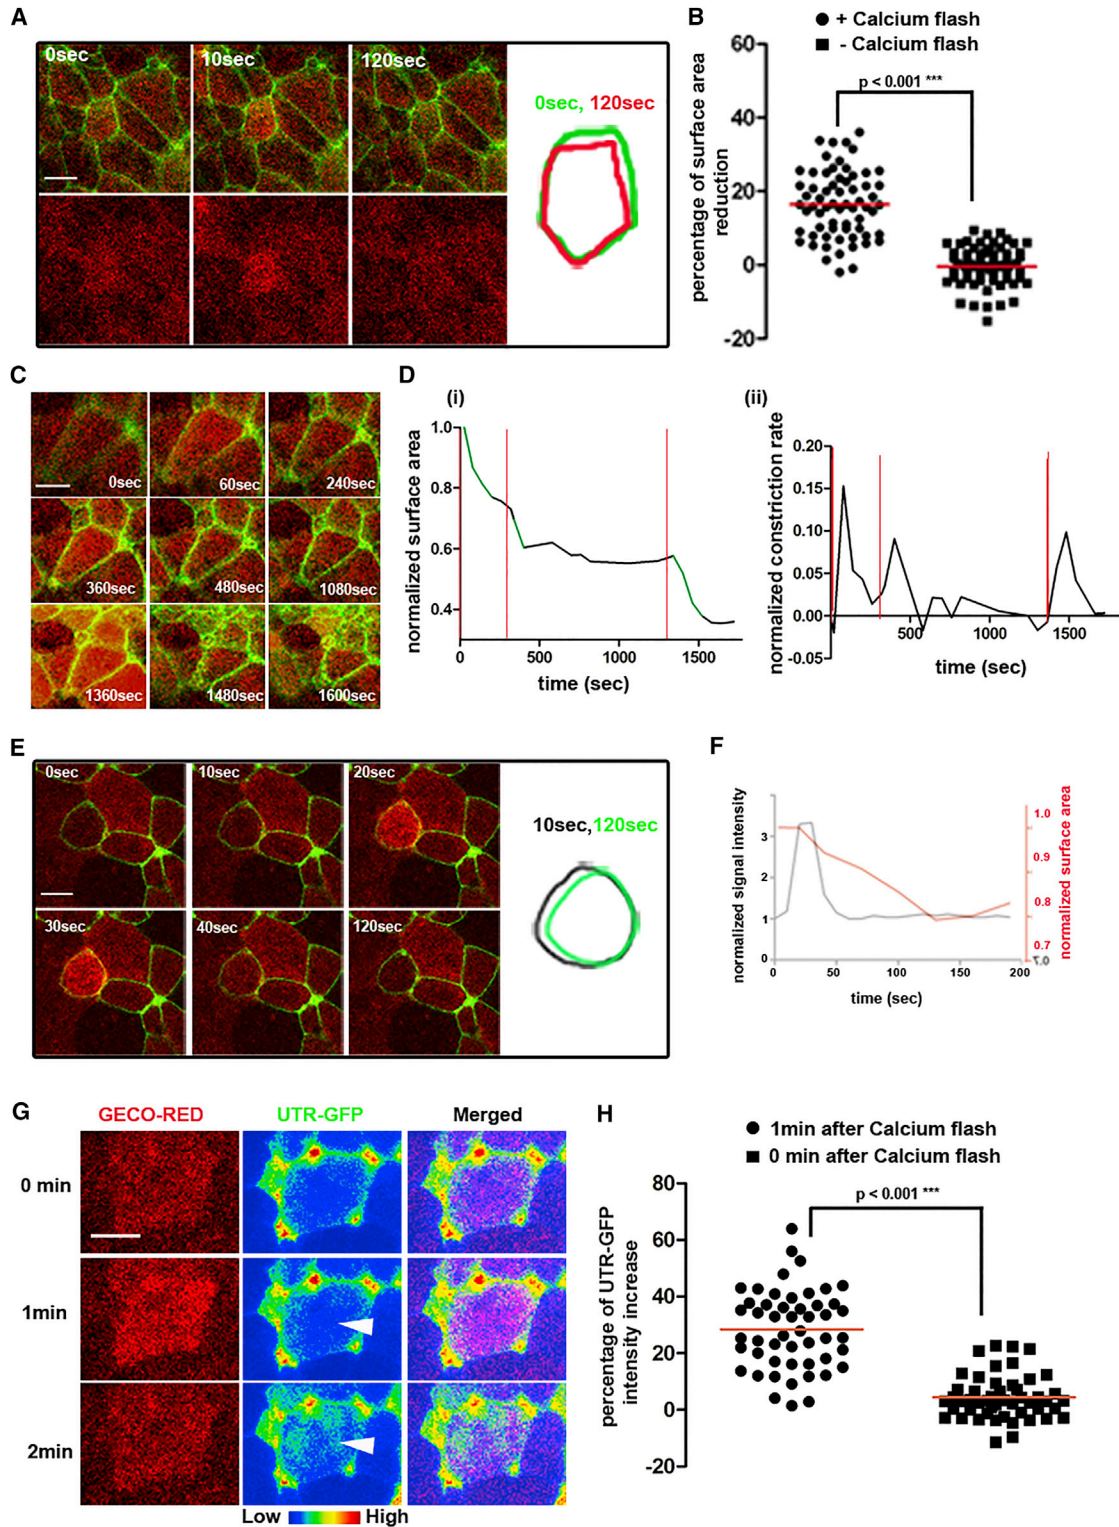 A
0sec
10sec
120sec
0sec, 120sec
B
+ Calcium flash
- Calcium flash
p < 0.001 ***
percentage of surface area
reduction
60
40
20
0
-20
C
0sec
60sec
240sec
360sec
480sec
1080sec
1360sec
1480sec
1600sec
D
(i)
normalized surface area
1.0
0.8
0.6
0.4
0
500
1000
1500
time (sec)
(ii)
normalized constriction rate
0.20
0.15
0.10
0.05
0.00
-0.05
500
1000
1500
time (sec)
E
0sec
10sec
20sec
30sec
40sec
120sec
10sec,120sec
F
normalized signal intensity
3
2
1
0
0
50
100
150
200
time (sec)
1.0
0.9
0.8
0.7
7.0
normalized surface area
G
GECO-RED
UTR-GFP
Merged
0 min
1min
2min
Low
High
H
1min after Calcium flash
0 min after Calcium flash
p < 0.001 ***
percentage of UTR-GFP
intensity increase
80
60
40
20
0
-20